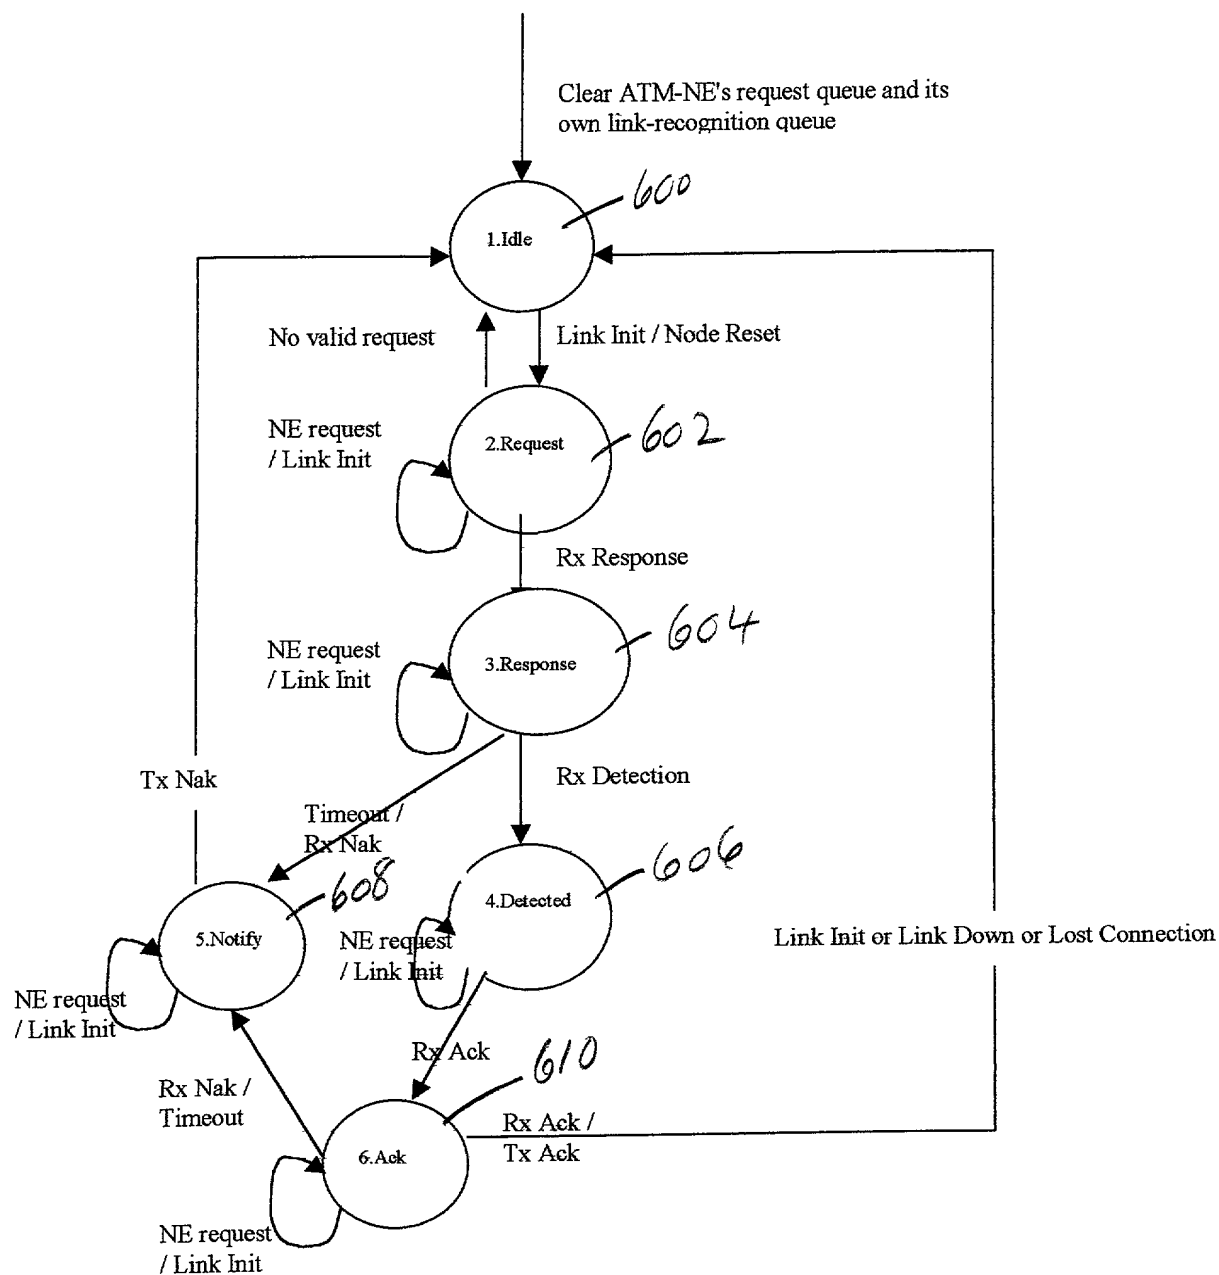 Clear ATM-NE's request queue and its
own link-recognition queue
600
1.Idle
No valid request
Link Init / Node Reset
NE request
/ Link Init
2.Request
602
Rx Response
NE request
/ Link Init
3.Response
604
Tx Nak
Rx Detection
Timeout /
Rx Nak
606
608
4.Detected
5.Notify
NE request
/ Link Init
Link Init or Link Down or Lost Connection
NE request
/ Link Init
Rx Ack
610
Rx Nak /
Timeout
Rx Ack /
Tx Ack
6.Ack
NE request
/ Link Init